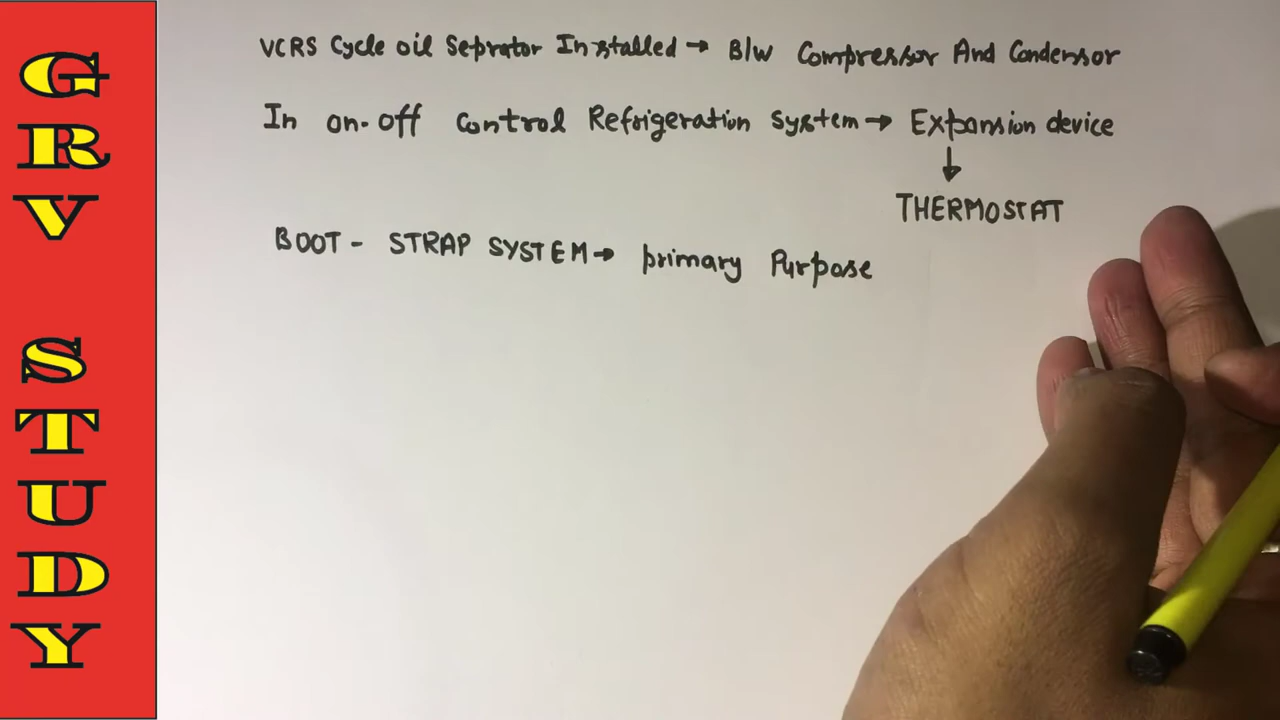 GRV STUDY
VCRS Cycle oil Seprator Installed → B/w Compressor And Condensor
In on-off Control Refrigeration System → Expansion device
↓
THERMOSTAT
BOOT - STRAP SYSTEM → primary Purpose